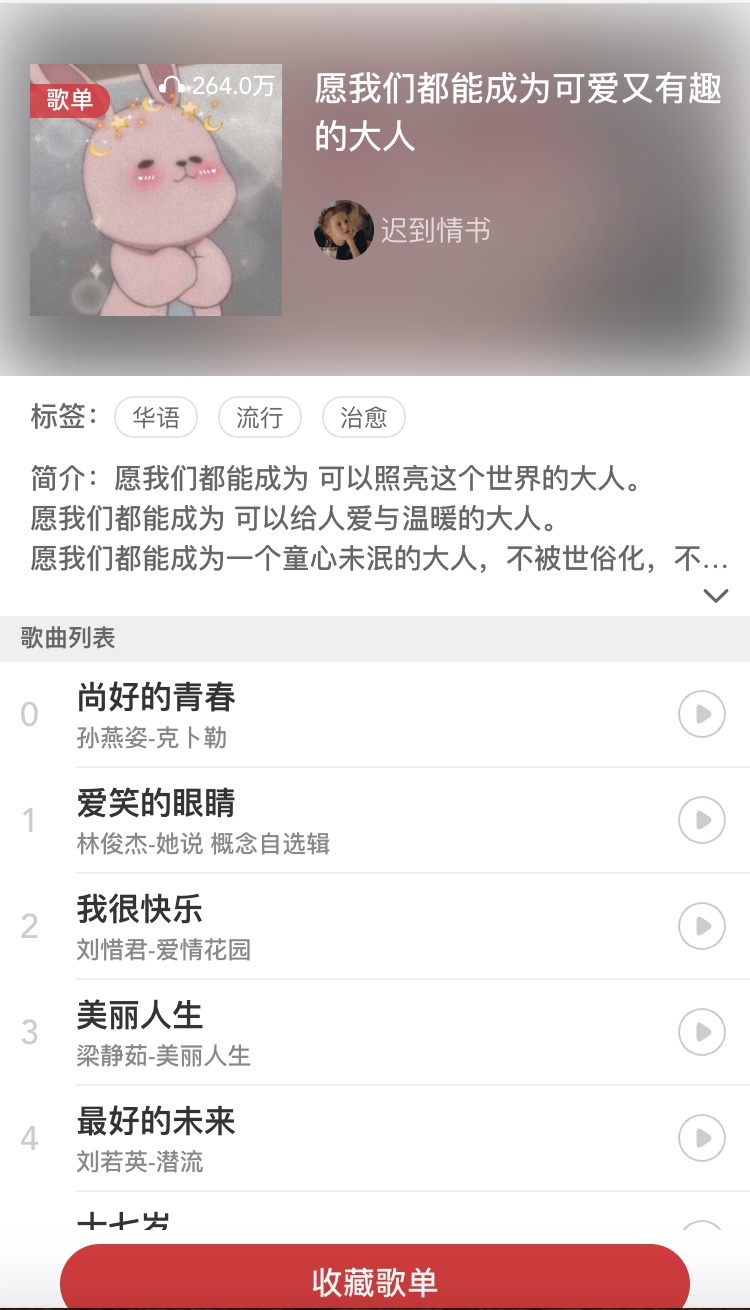 歌单
264.0万
愿我们都能成为可爱又有趣
的大人
迟到情书
标签：
华语
流行
治愈
简介：愿我们都能成为 可以照亮这个世界的大人。
愿我们都能成为 可以给人爱与温暖的大人。
愿我们都能成为一个童心未泯的大人，不被世俗化，不…
歌曲列表
0
尚好的青春
孙燕姿-克卜勒
1
爱笑的眼睛
林俊杰-她说 概念自选辑
2
我很快乐
刘惜君-爱情花园
3
美丽人生
梁静茹-美丽人生
4
最好的未来
刘若英-潜流
十七岁
收藏歌单